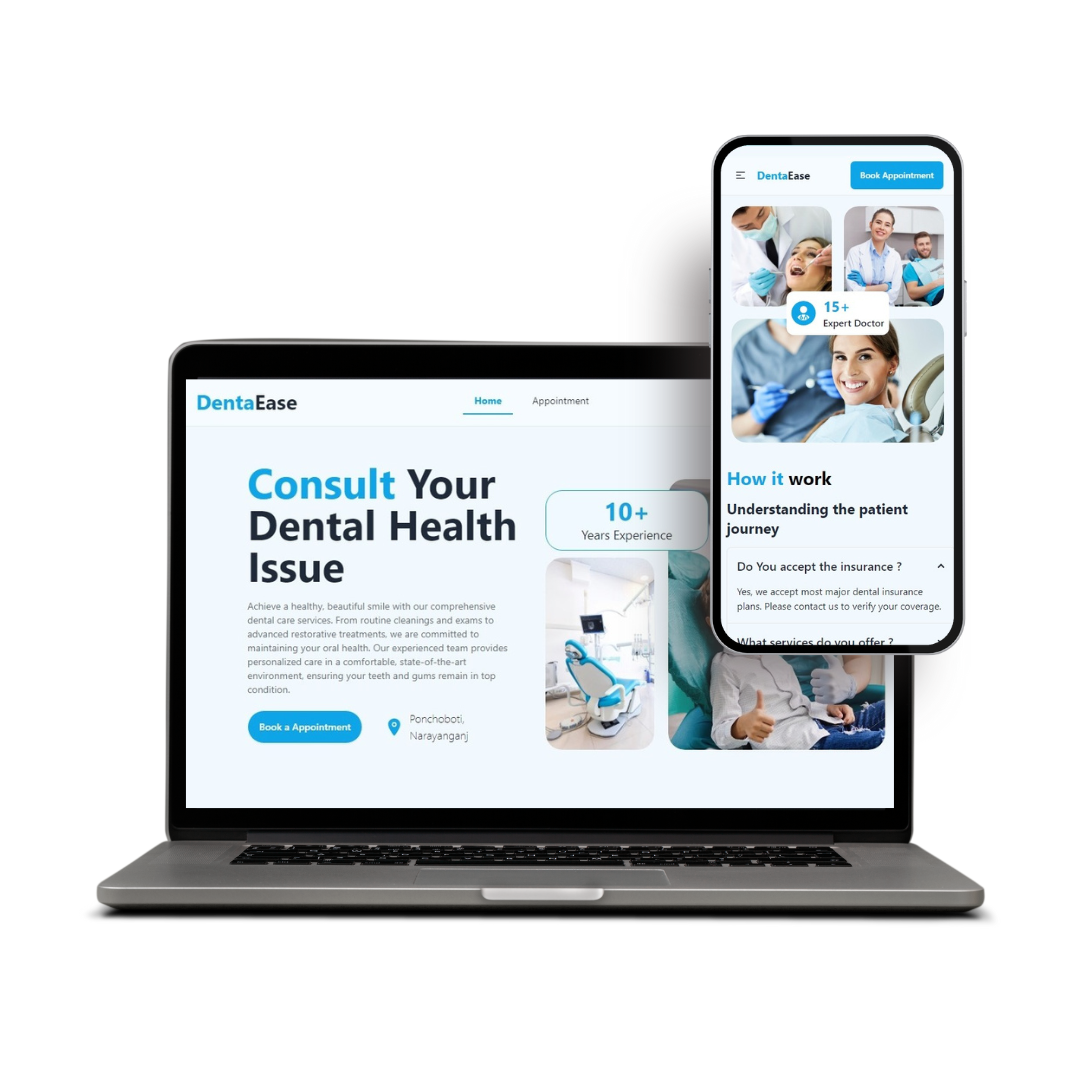 DentaEase
Home
Appointment
Consult Your
Dental Health
Issue
Achieve a healthy, beautiful smile with our comprehensive
dental care services. From routine cleanings and exams to
advanced restorative treatments, we are committed to
maintaining your oral health. Our experienced team provides
personalized care in a comfortable, state-of-the-art
environment, ensuring your teeth and gums remain in top
condition.
Book a Appointment
Ponchoboti,
Narayanganj
10+
Years Experience
DentaEase
Book Appointment
15+
Expert Doctor
How it work
Understanding the patient
journey
Do You accept the insurance ?
Yes, we accept most major dental insurance
plans. Please contact us to verify your coverage.
What services do you offer ?